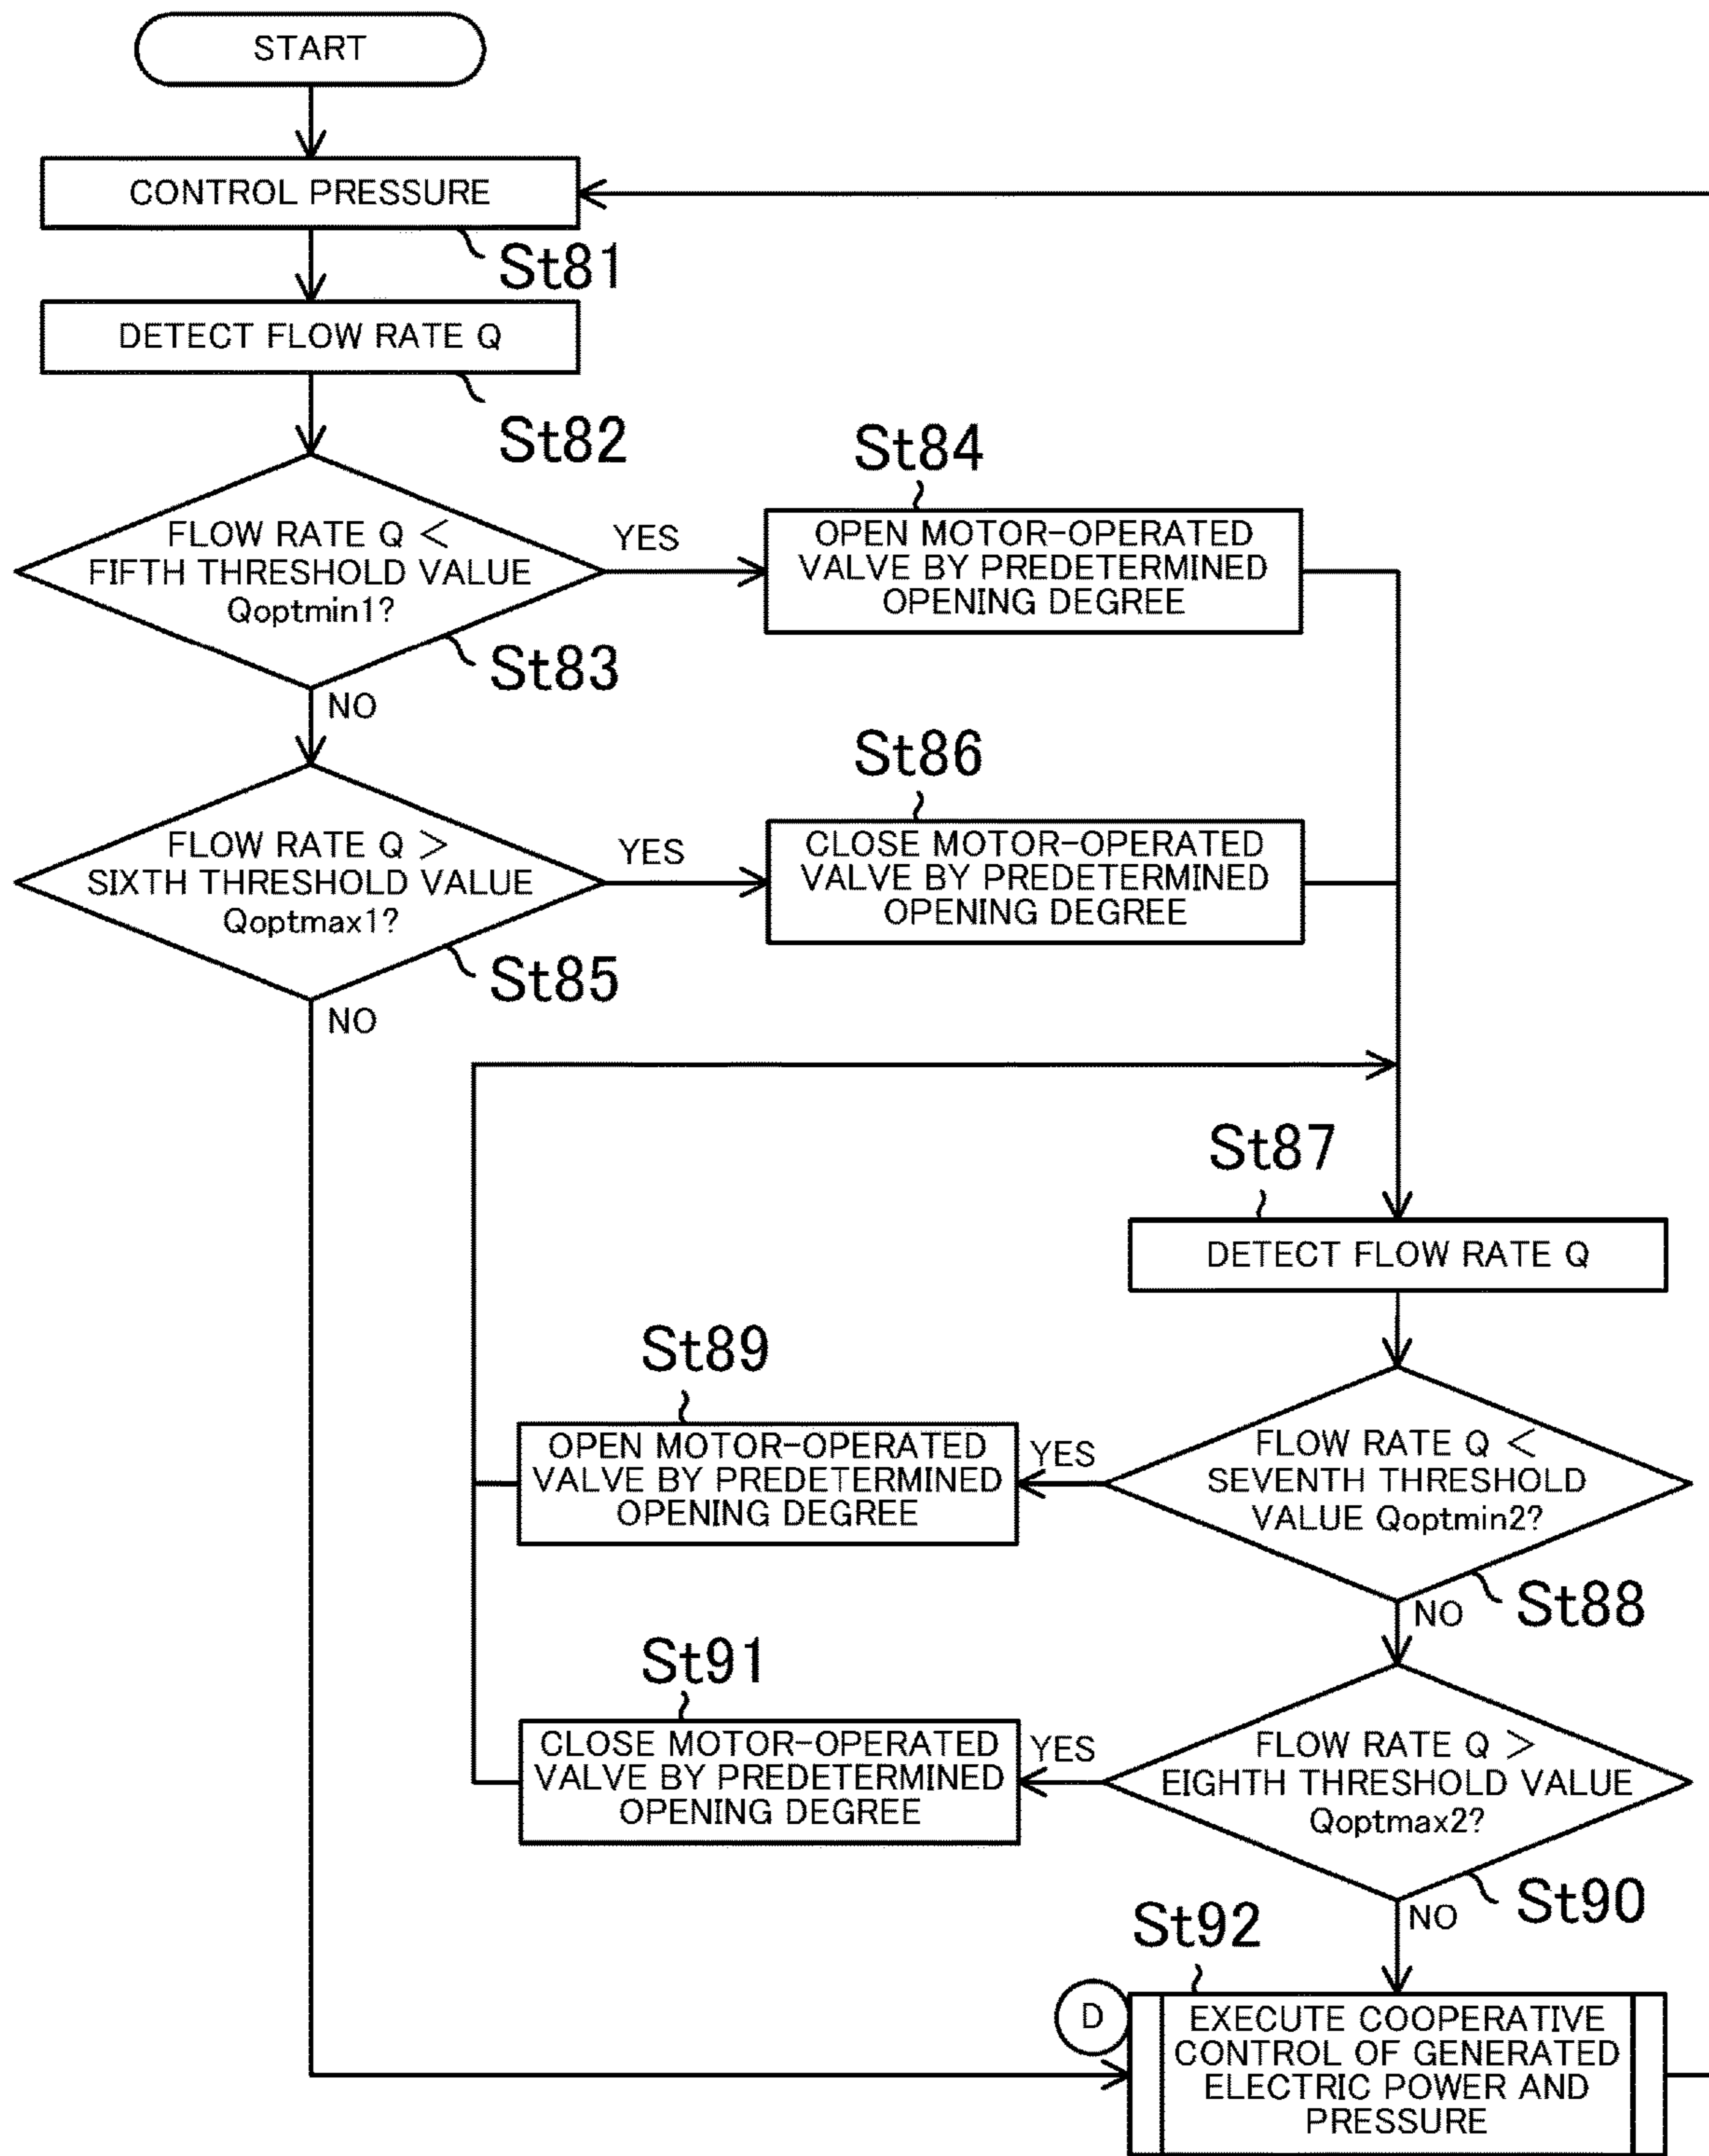 START
CONTROL PRESSURE
St81
DETECT FLOW RATE Q
St82
FLOW RATE Q <
FIFTH THRESHOLD VALUE
Qoptmin1?
YES
St83
NO
St84
OPEN MOTOR-OPERATED
VALVE BY PREDETERMINED
OPENING DEGREE
FLOW RATE Q >
SIXTH THRESHOLD VALUE
Qoptmax1?
YES
St85
NO
St86
CLOSE MOTOR-OPERATED
VALVE BY PREDETERMINED
OPENING DEGREE
St87
DETECT FLOW RATE Q
FLOW RATE Q <
SEVENTH THRESHOLD
VALUE Qoptmin2?
YES
St88
NO
St89
OPEN MOTOR-OPERATED
VALVE BY PREDETERMINED
OPENING DEGREE
FLOW RATE Q >
EIGHTH THRESHOLD VALUE
Qoptmax2?
YES
St90
NO
St91
CLOSE MOTOR-OPERATED
VALVE BY PREDETERMINED
OPENING DEGREE
St92
D
EXECUTE COOPERATIVE
CONTROL OF GENERATED
ELECTRIC POWER AND
PRESSURE